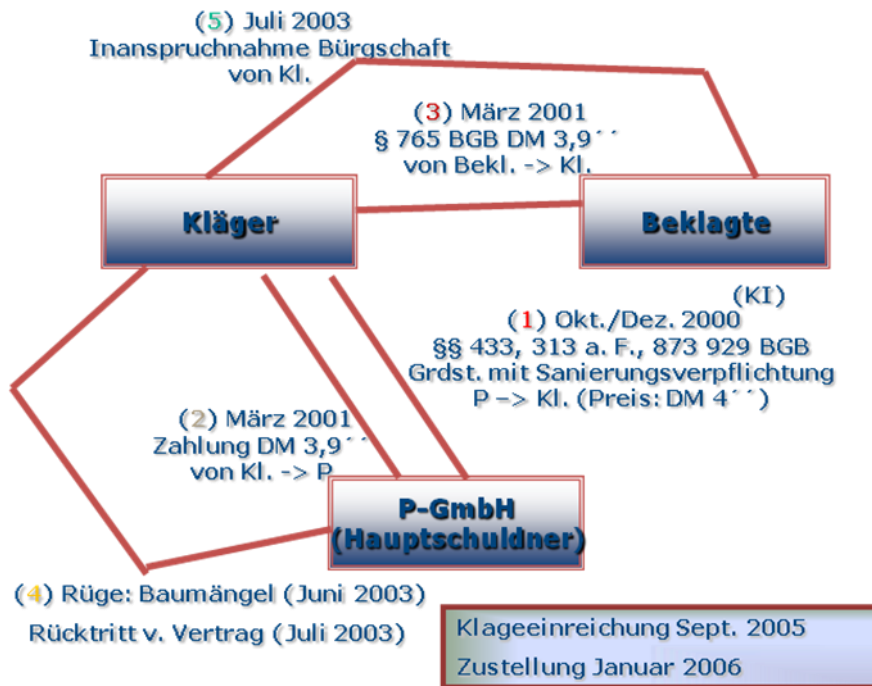 (5) Juli 2003
Inanspruchnahme Bürgschaft
von Kl.
(3) März 2001
§ 765 BGB DM 3,9´´
von Bekl. -> Kl.
Kläger
Beklagte
(KI)
(1) Okt./Dez. 2000
§§ 433, 313 a. F., 873 929 BGB
Grdst. mit Sanierungsverpflichtung
P –> Kl. (Preis: DM 4´´)
(2) März 2001
Zahlung DM 3,9´´
von Kl. -> P
P-GmbH
(Hauptschuldner)
(4) Rüge: Baumängel (Juni 2003)
Rücktritt v. Vertrag (Juli 2003)
Klageeinreichung Sept. 2005
Zustellung Januar 2006